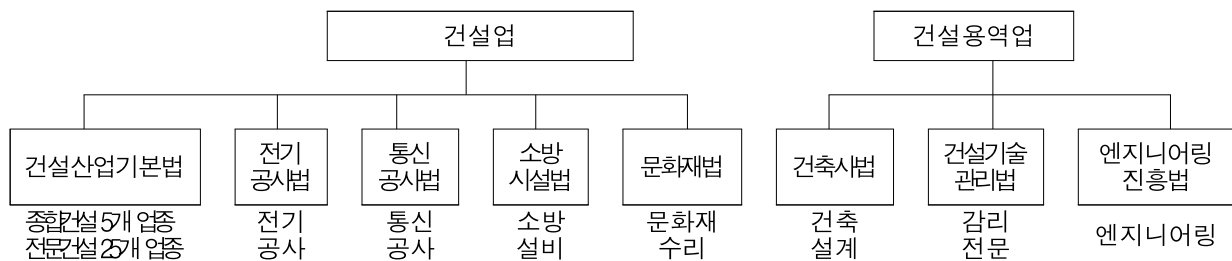 건설업
건설용역업
건설산업기본법
전기
공사법
통신
공사법
소방
시설법
문화재법
건축사법
건설기술
관리법
엔지니어링
진흥법
종합건설 5개 업종
전문건설 25개 업종
전기
공사
통신
공사
소방
설비
문화재
수리
건축
설계
감리
전문
엔지니어링